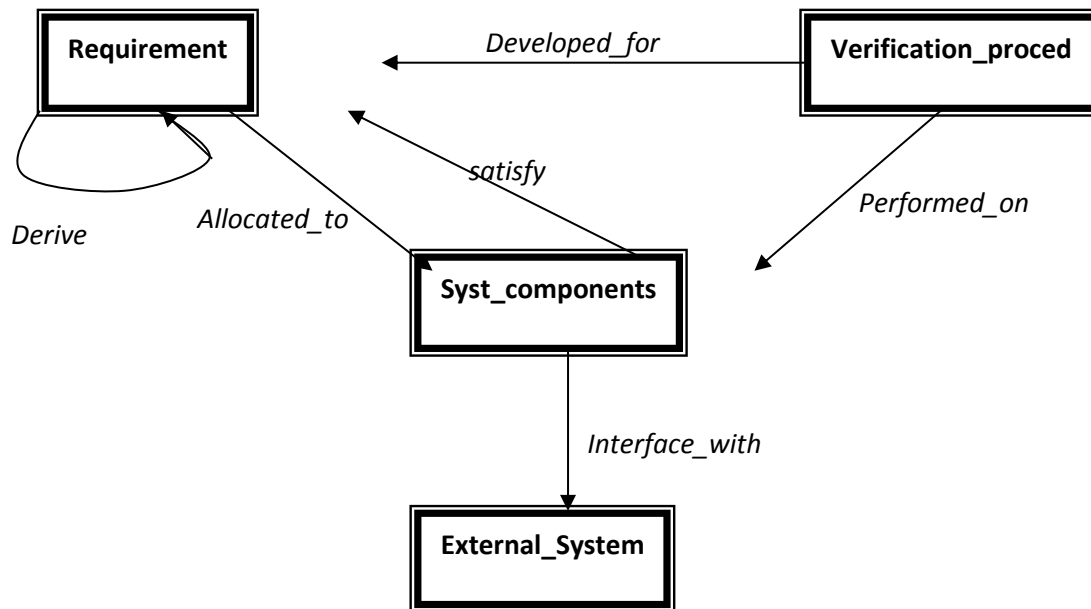 Requirement
Developed_for
Verification_proced
satisfy
Allocated_to
Performed_on
Derive
Syst_components
Interface_with
External_System